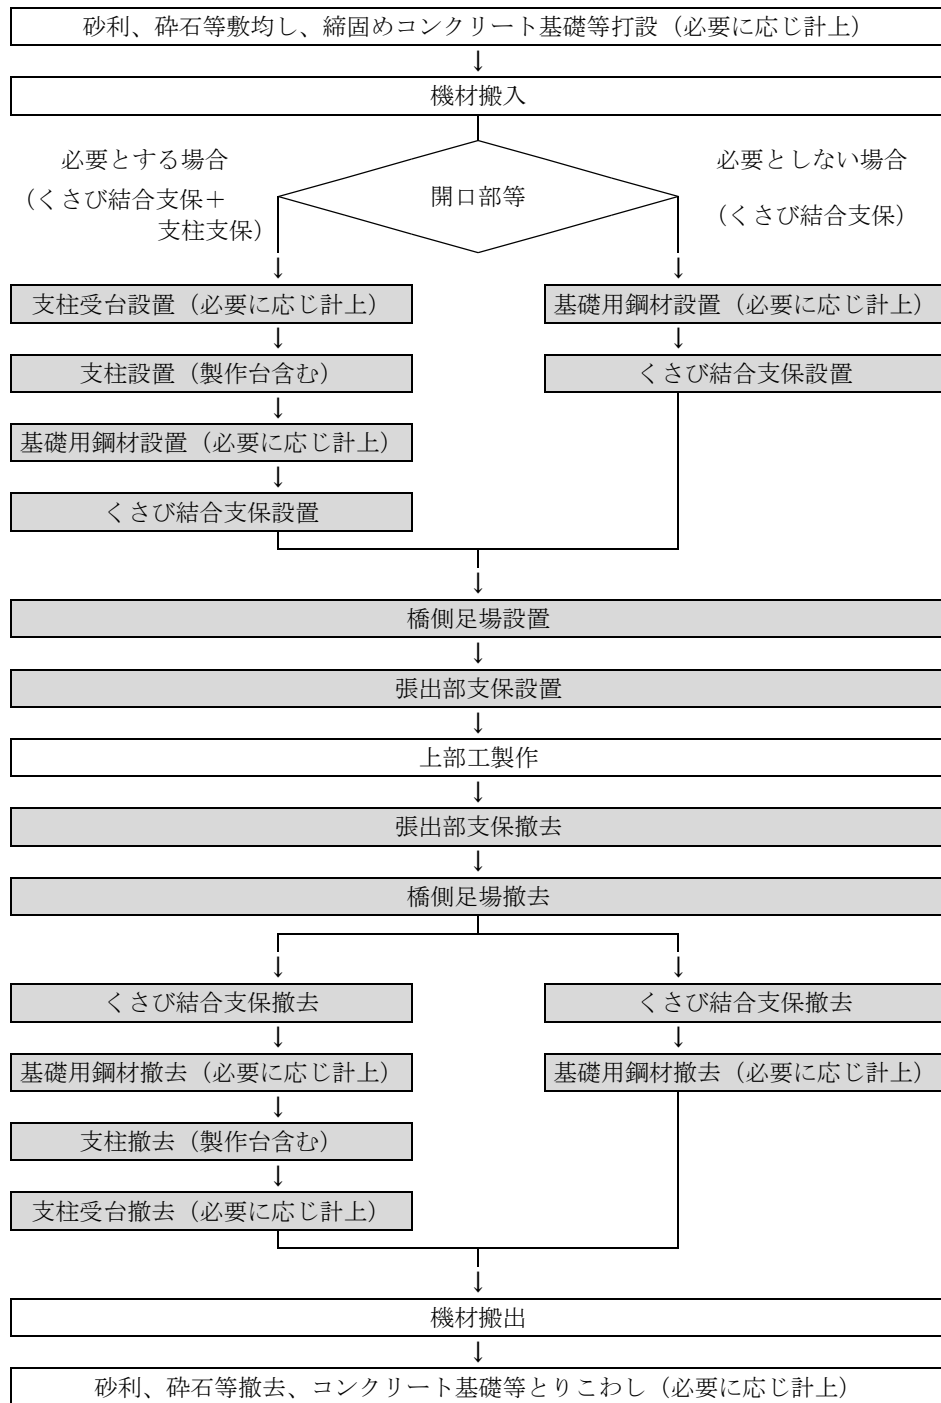 砂利、砕石等敷均し、締固めコンクリート基礎等打設（必要に応じ計上）
↓
機材搬入
必要とする場合
（くさび結合支保＋
支柱支保）
開口部等
必要としない場合
（くさび結合支保）
↓
↓
支柱受台設置（必要に応じ計上）
↓
支柱設置（製作台含む）
↓
基礎用鋼材設置（必要に応じ計上）
↓
くさび結合支保設置
基礎用鋼材設置（必要に応じ計上）
↓
くさび結合支保設置
↓
橋側足場設置
↓
張出部支保設置
↓
上部工製作
↓
張出部支保撤去
↓
橋側足場撤去
↓
↓
くさび結合支保撤去
↓
基礎用鋼材撤去（必要に応じ計上）
↓
支柱撤去（製作台含む）
↓
支柱受台撤去（必要に応じ計上）
くさび結合支保撤去
↓
基礎用鋼材撤去（必要に応じ計上）
↓
機材搬出
↓
砂利、砕石等撤去、コンクリート基礎等とりこわし（必要に応じ計上）